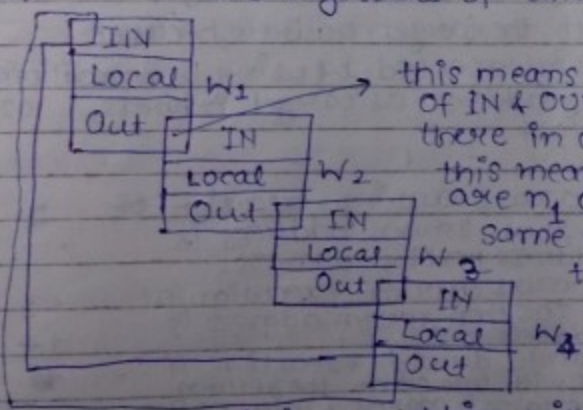 IN
Local
Out
W1
this means
of IN & OU
there in
this mea
are n1
same
IN
Local
Out
W2
IN
Local
Out
W3
t
IN
Local
Out
W4